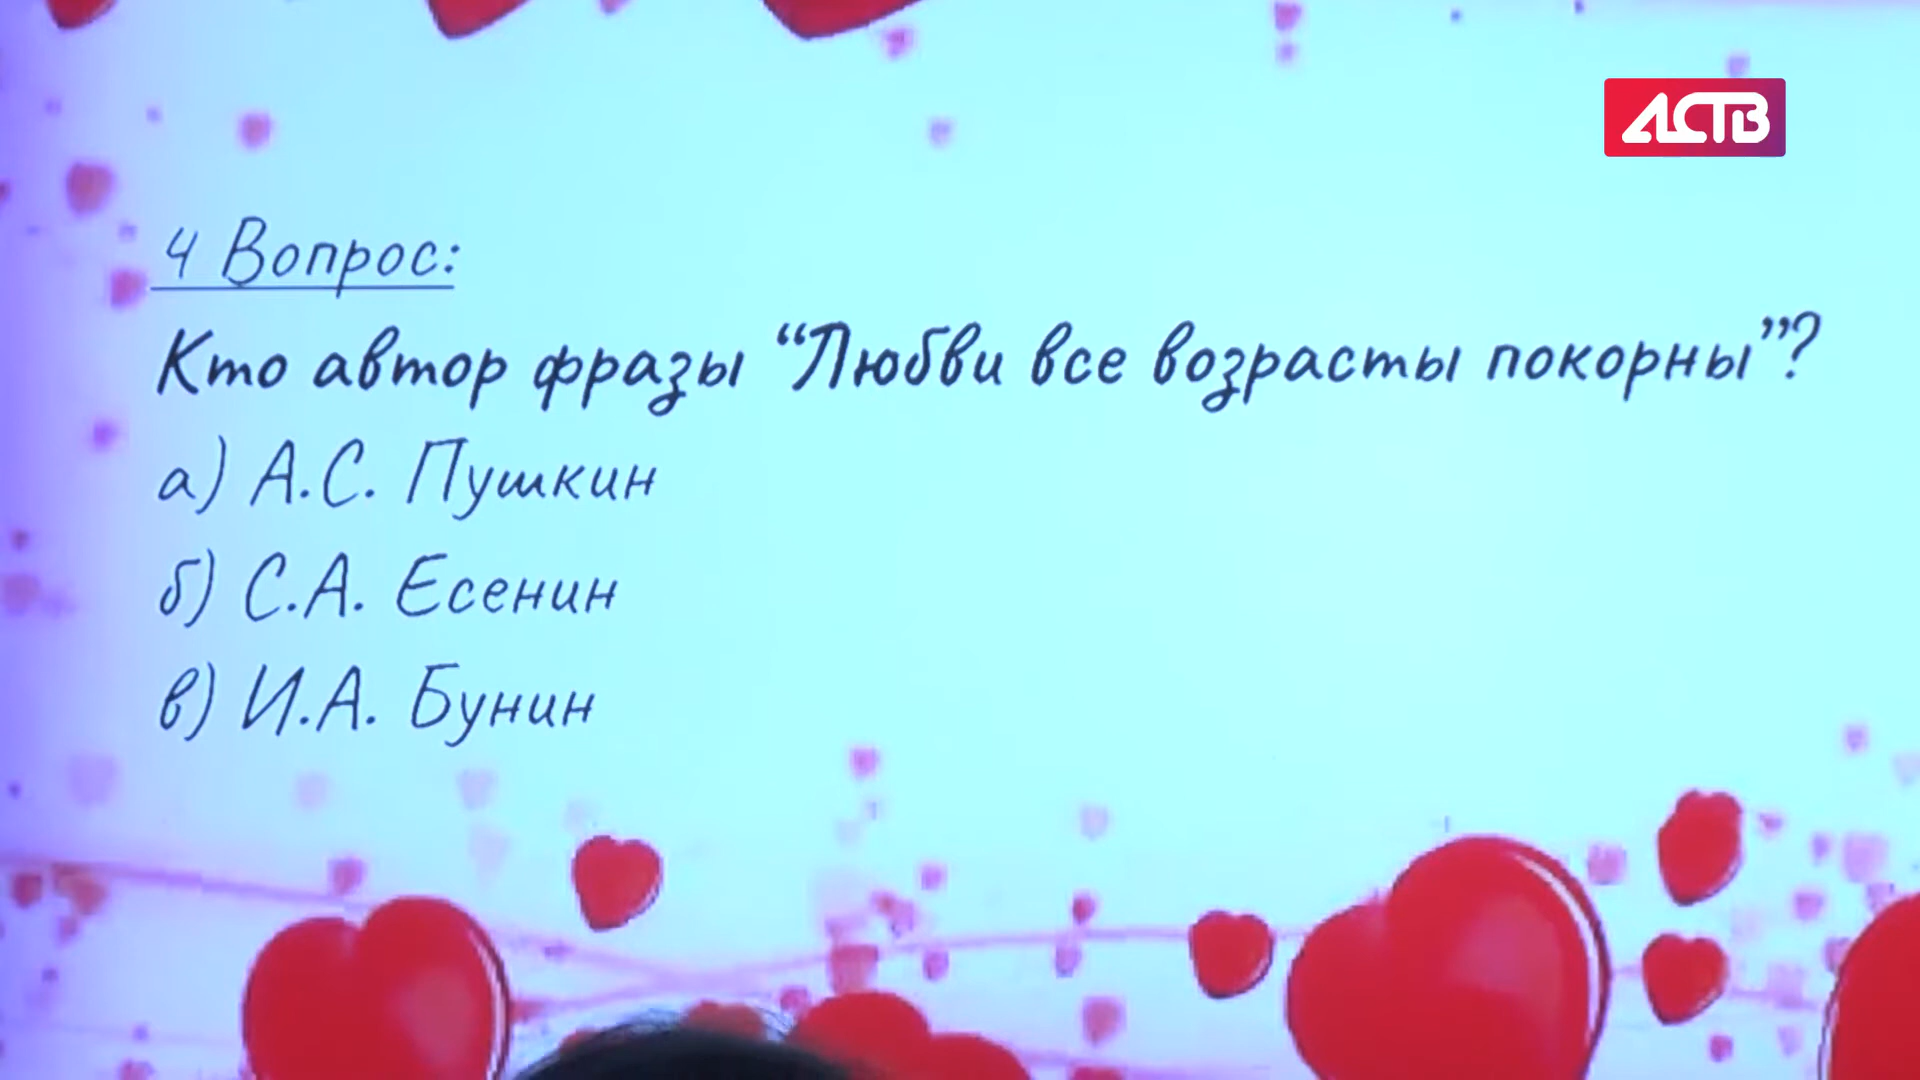 АСТВ
4 Вопрос:
Кто автор фразы “Любви все возрасты покорны”?
а) А.С. Пушкин
б) С.А. Есенин
в) И.А. Бунин